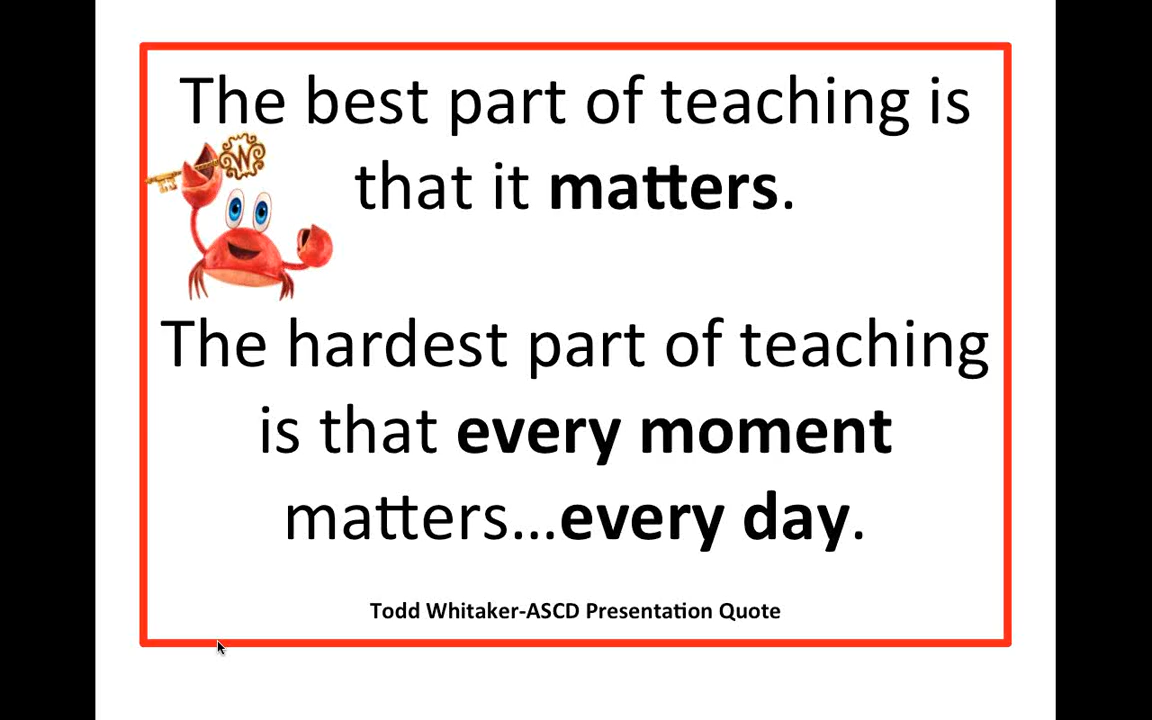 The best part of teaching is
that it matters.
W
The hardest part of teaching
is that every moment
matters...every day.
Todd Whitaker-ASCD Presentation Quote